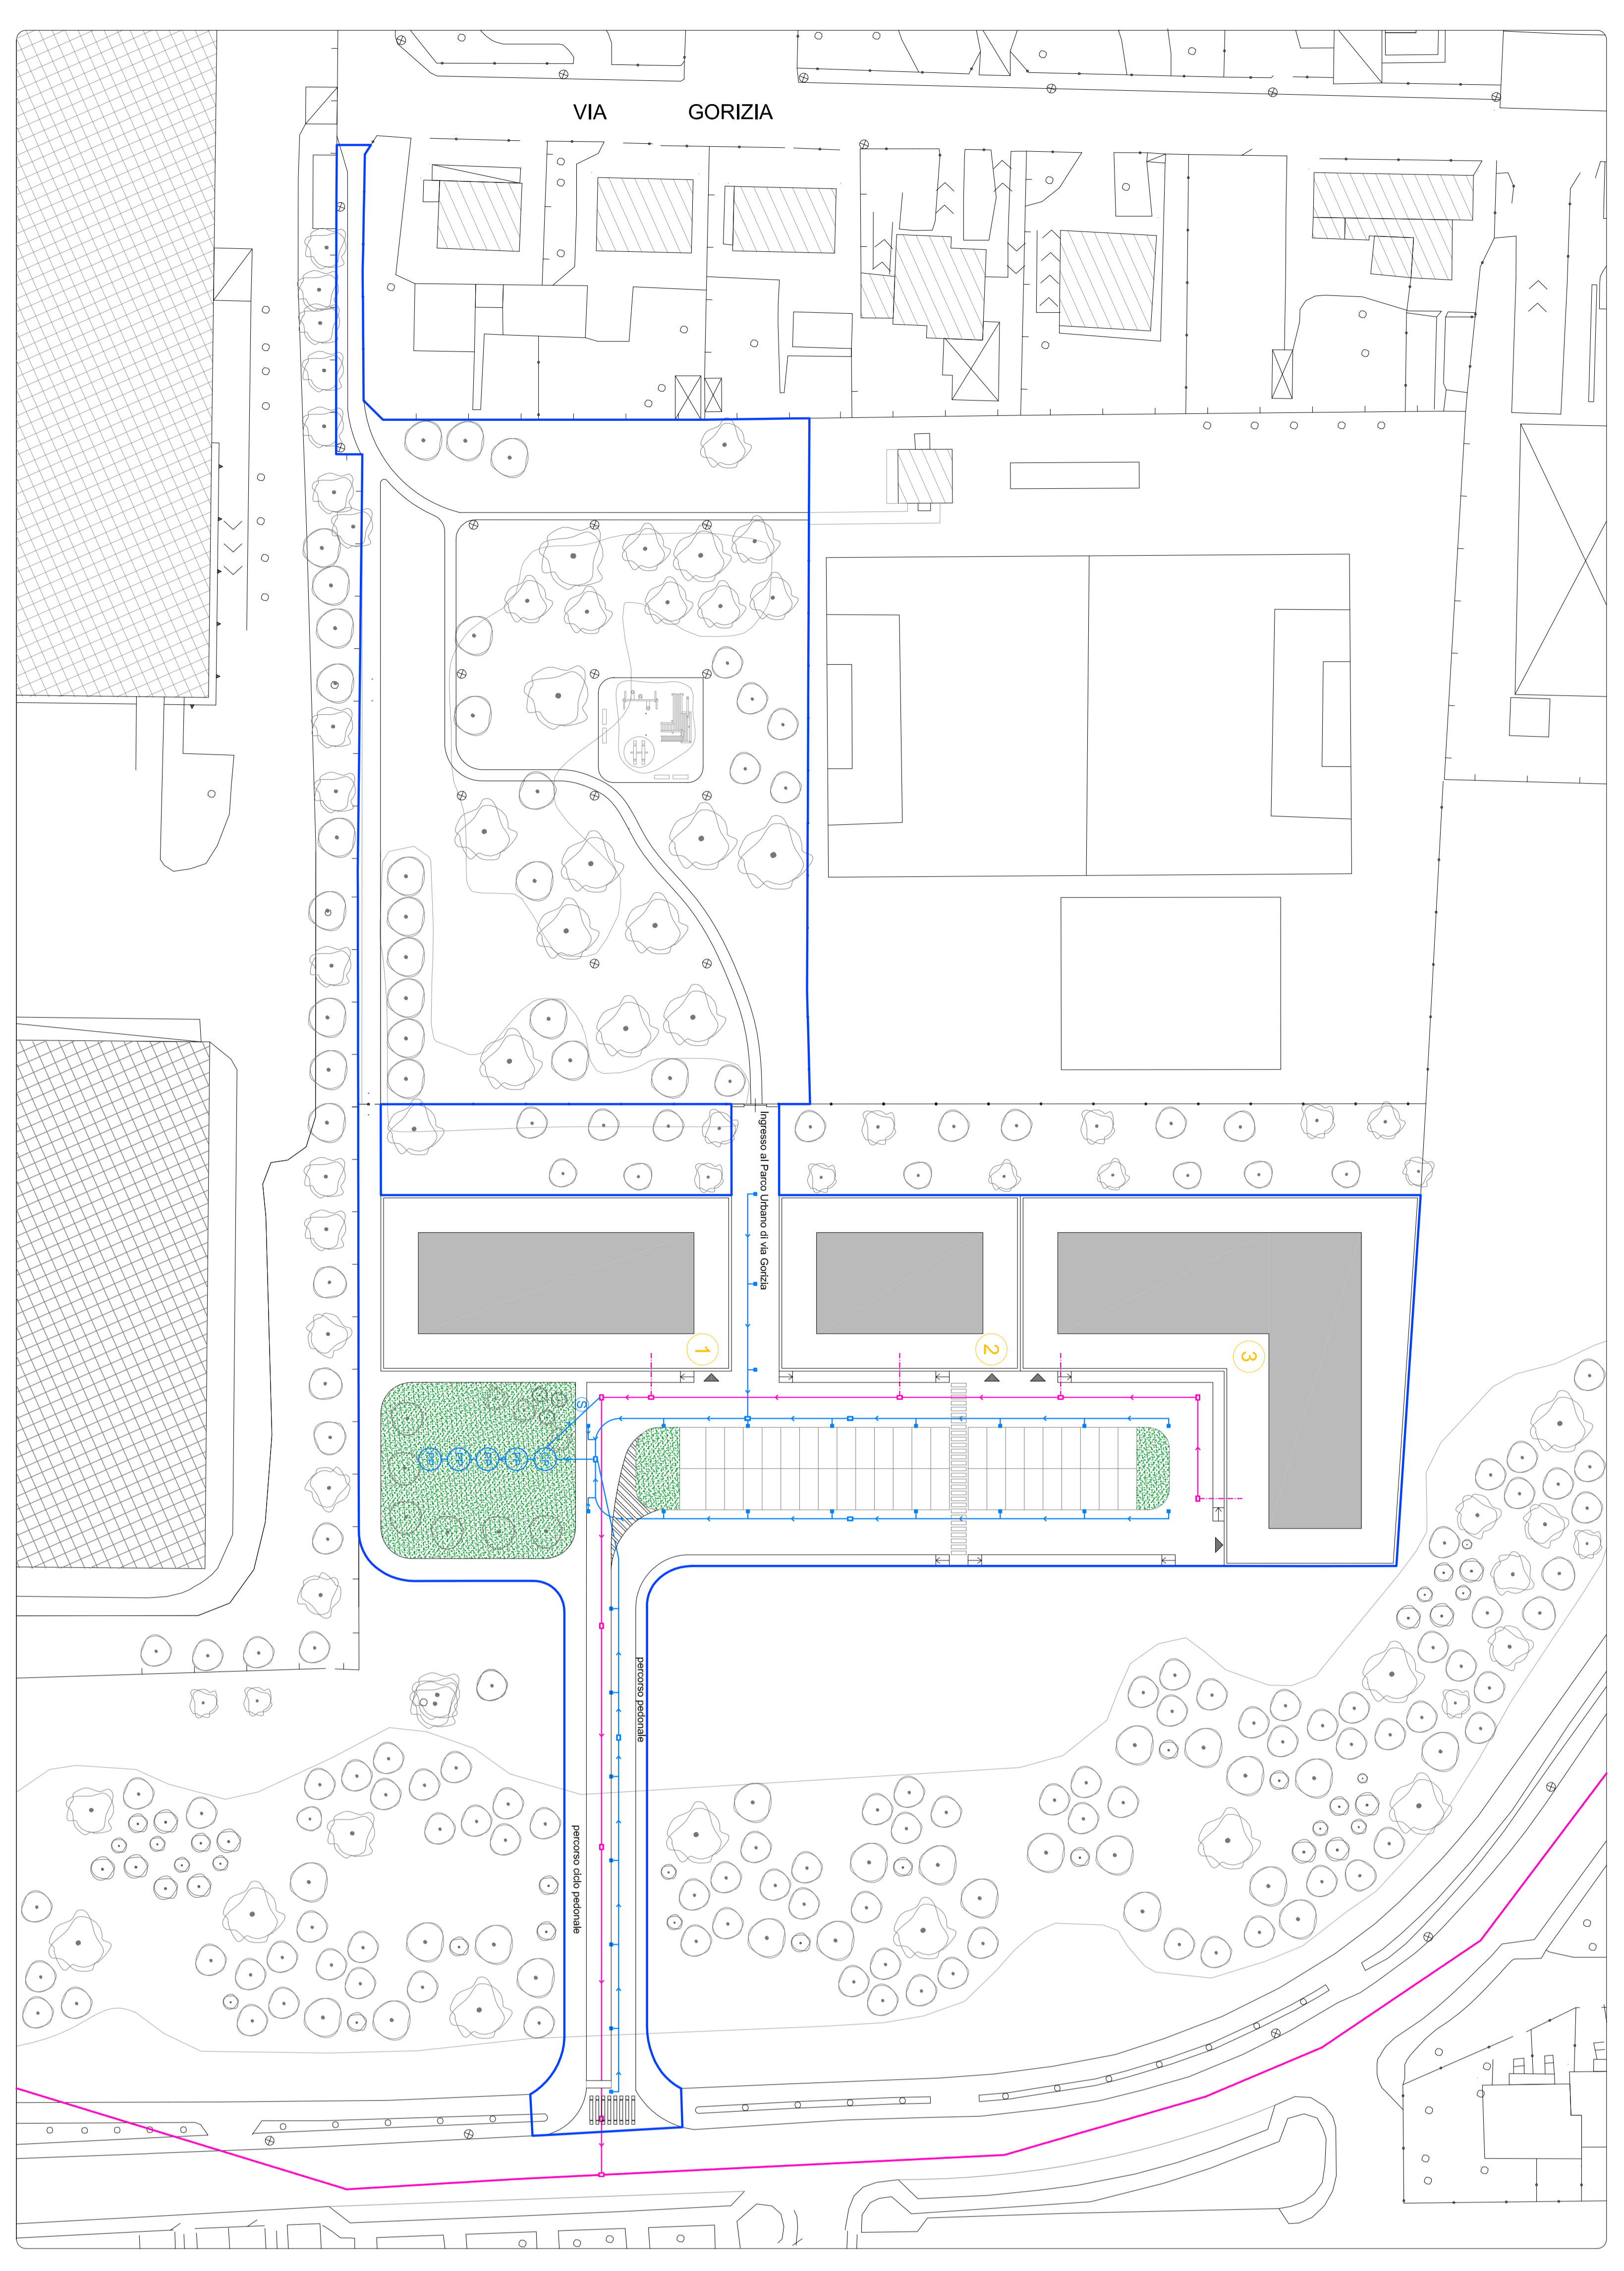 VIA GORIZIA
Ingresso al Parco Urbano di via Gorizia
1
2
3
S
percorso pedonale
percorso ciclo pedonale